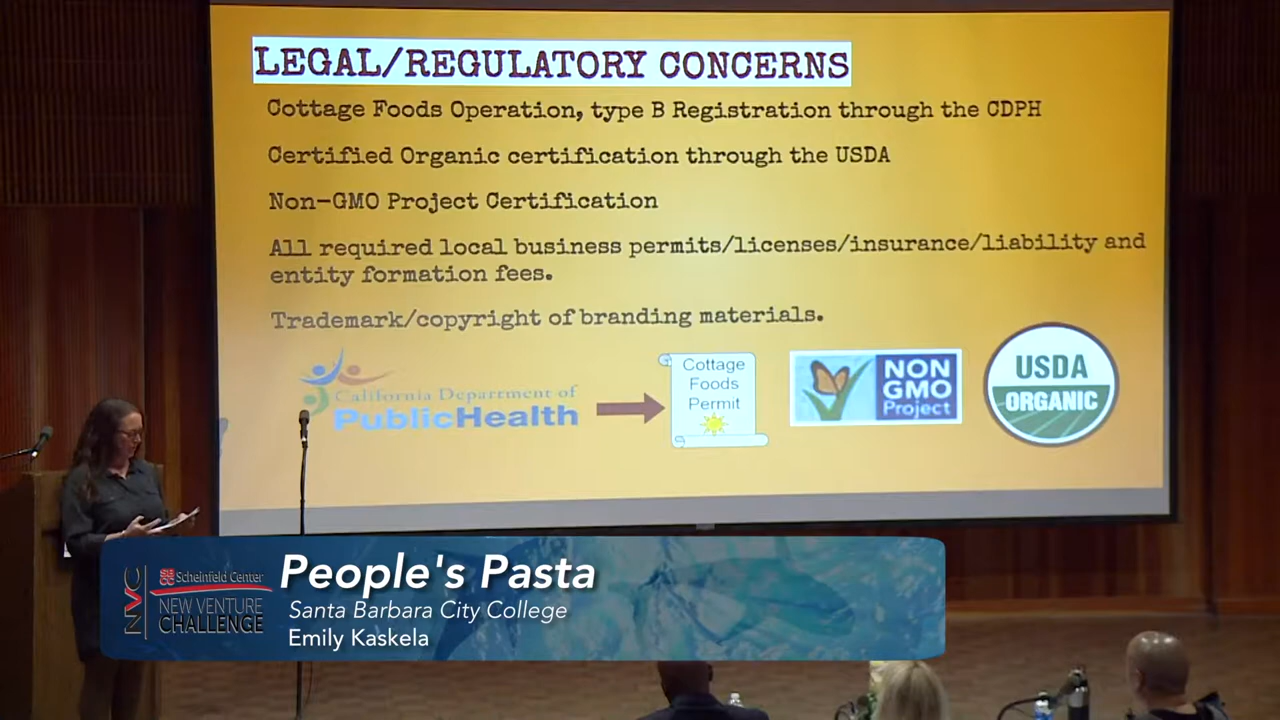 LEGAL/REGULATORY CONCERNS
Cottage Foods Operation, type B Registration through the CDPH
Certified Organic certification through the USDA
Non-GMO Project Certification
All required local business permits/licenses/insurance/liability and
entity formation fees.
Trademark/copyright of branding materials.
California Department of
PublicHealth
Cottage
Foods
Permit
NON
GMO
Project
USDA
ORGANIC
NVC
SBCC Scheinfeld Center
NEW VENTURE
CHALLENGE
People's Pasta
Santa Barbara City College
Emily Kaskela